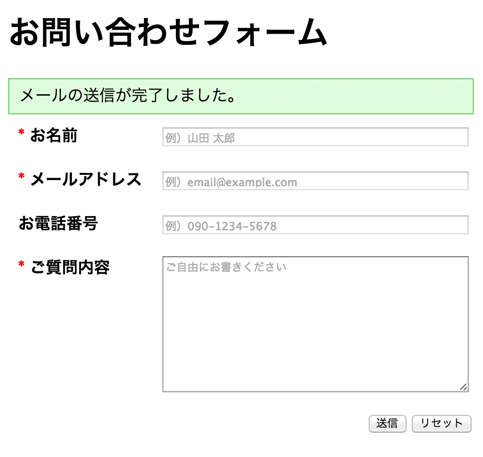 お問い合わせフォーム
メールの送信が完了しました。
* お名前
例）山田 太郎
* メールアドレス
例）email@example.com
お電話番号
例）090-1234-5678
* ご質問内容
ご自由にお書きください
送信 リセット